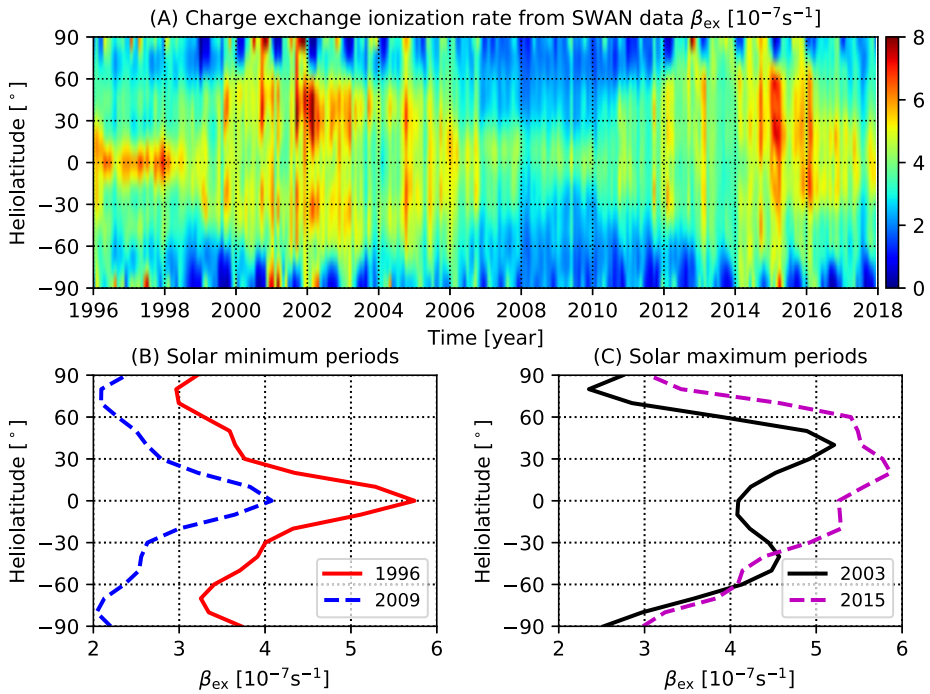 (A) Charge exchange ionization rate from SWAN data βex [10⁻⁷s⁻¹]
Heliolatitude [°]
90
60
30
0
−30
−60
−90
8
6
4
2
0
1996 1998 2000 2002 2004 2006 2008 2010 2012 2014 2016 2018
Time [year]
(B) Solar minimum periods
Heliolatitude [°]
90
60
30
0
−30
−60
−90
1996
2009
2 3 4 5 6
βex [10⁻⁷s⁻¹]
(C) Solar maximum periods
Heliolatitude [°]
90
60
30
0
−30
−60
−90
2003
2015
2 3 4 5 6
βex [10⁻⁷s⁻¹]